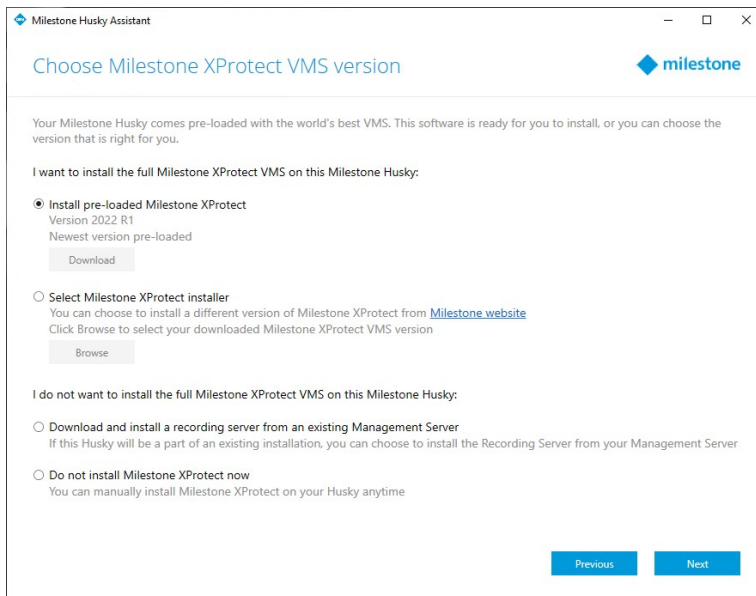 Milestone Husky Assistant
Choose Milestone XProtect VMS version
milestone
Your Milestone Husky comes pre-loaded with the world's best VMS. This software is ready for you to install, or you can choose the
version that is right for you.
I want to install the full Milestone XProtect VMS on this Milestone Husky:
Install pre-loaded Milestone XProtect
Version 2022 R1
Newest version pre-loaded
Download
Select Milestone XProtect installer
You can choose to install a different version of Milestone XProtect from Milestone website
Click Browse to select your downloaded Milestone XProtect VMS version
Browse
I do not want to install the full Milestone XProtect VMS on this Milestone Husky:
Download and install a recording server from an existing Management Server
If this Husky will be a part of an existing installation, you can choose to install the Recording Server from your Management Server
Do not install Milestone XProtect now
You can manually install Milestone XProtect on your Husky anytime
Previous
Next